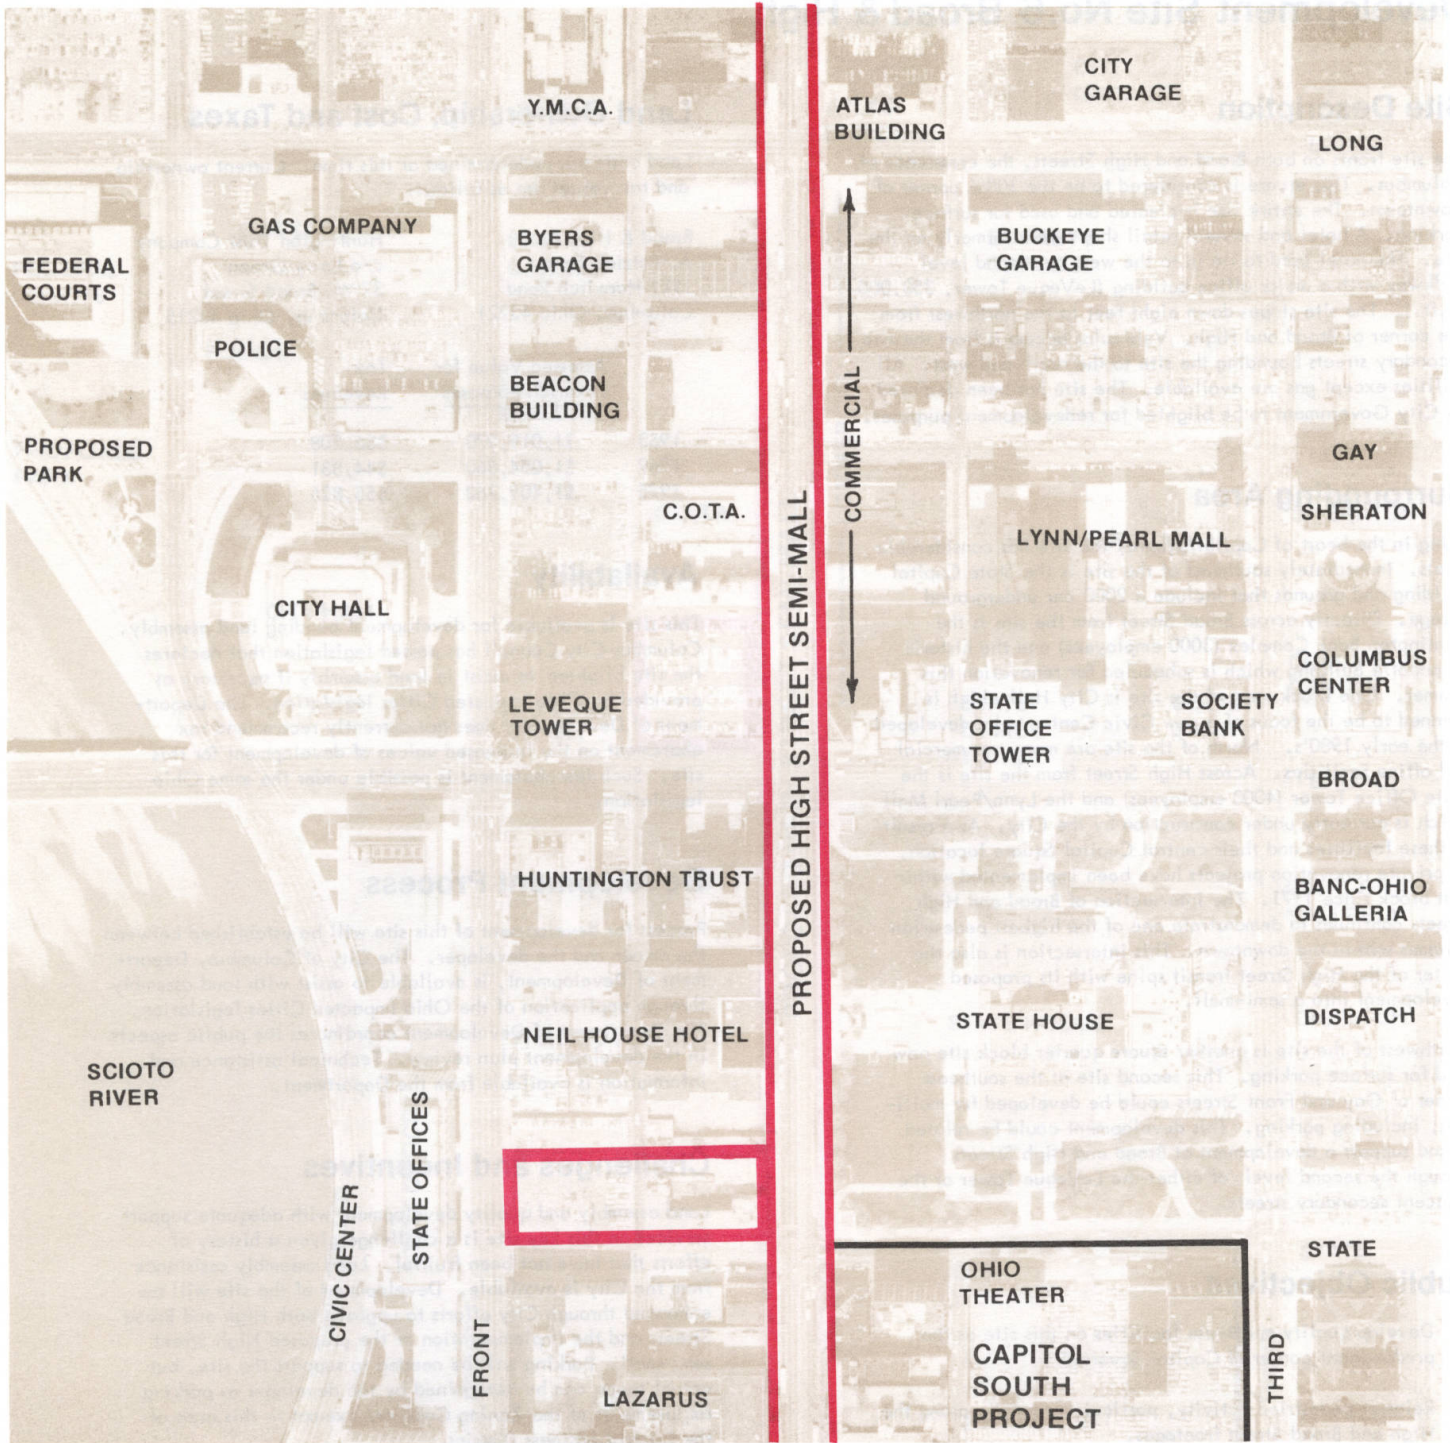 Y.M.C.A.
ATLAS
BUILDING
CITY
GARAGE
LONG
GAS COMPANY
BYERS
GARAGE
BUCKEYE
GARAGE
FEDERAL
COURTS
POLICE
BEACON
BUILDING
PROPOSED
PARK
COMMERCIAL
GAY
C.O.T.A.
SHERATON
LYNN/PEARL MALL
CITY HALL
PROPOSED HIGH STREET SEMI-MALL
LE VEQUE
TOWER
STATE
OFFICE
TOWER
SOCIETY
BANK
COLUMBUS
CENTER
BROAD
HUNTINGTON TRUST
BANC-OHIO
GALLERIA
NEIL HOUSE HOTEL
STATE HOUSE
DISPATCH
SCIOTO
RIVER
STATE OFFICES
CIVIC CENTER
STATE
OHIO
THEATER
FRONT
LAZARUS
CAPITOL
SOUTH
PROJECT
THIRD